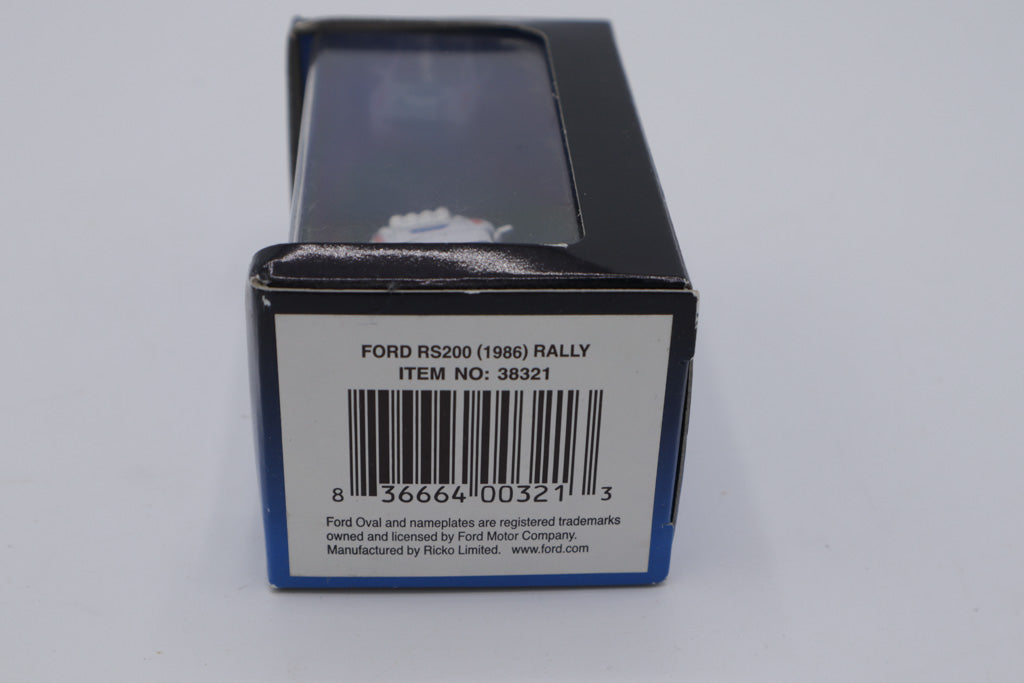 FORD RS200 (1986) RALLY
ITEM NO: 38321
8 36664 00321 3
Ford Oval and nameplates are registered trademarks
owned and licensed by Ford Motor Company.
Manufactured by Ricko Limited. www.ford.com